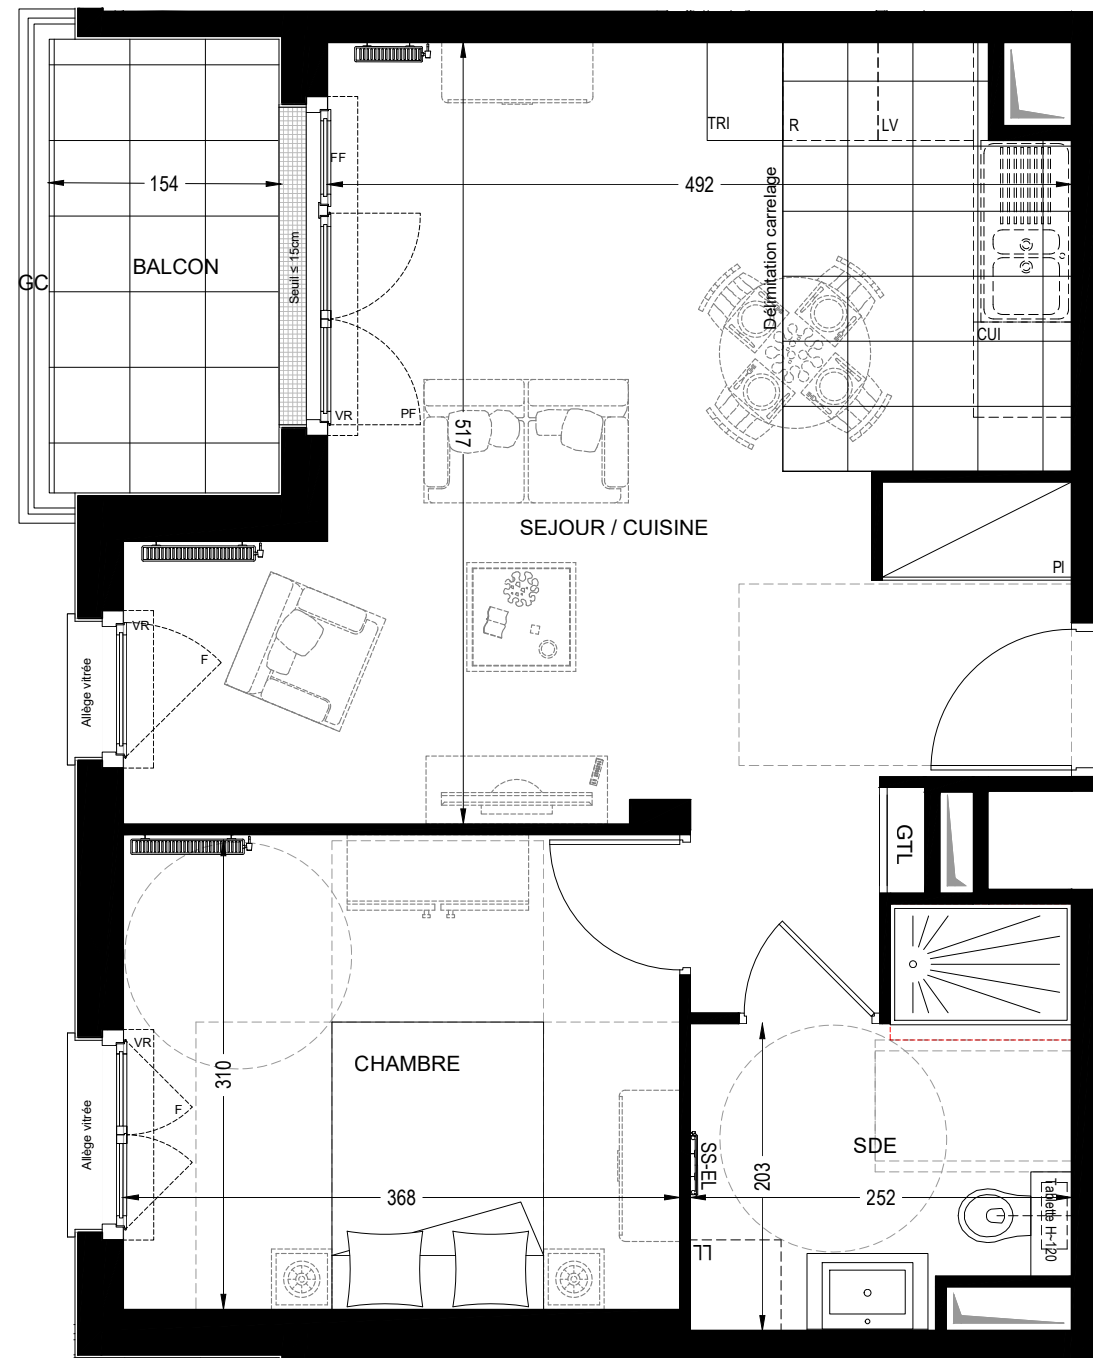 TRI
R
LV
FF
154
492
Délimitation carrelage
BALCON
Seuil ≤ 15cm
GC
CUI
VR
PF
517
SEJOUR / CUISINE
PI
VR
F
Allège vitrée
GTL
VR
310
CHAMBRE
F
Allège vitrée
SDE
SS-EL
203
368
252
Tablette H=120
LL